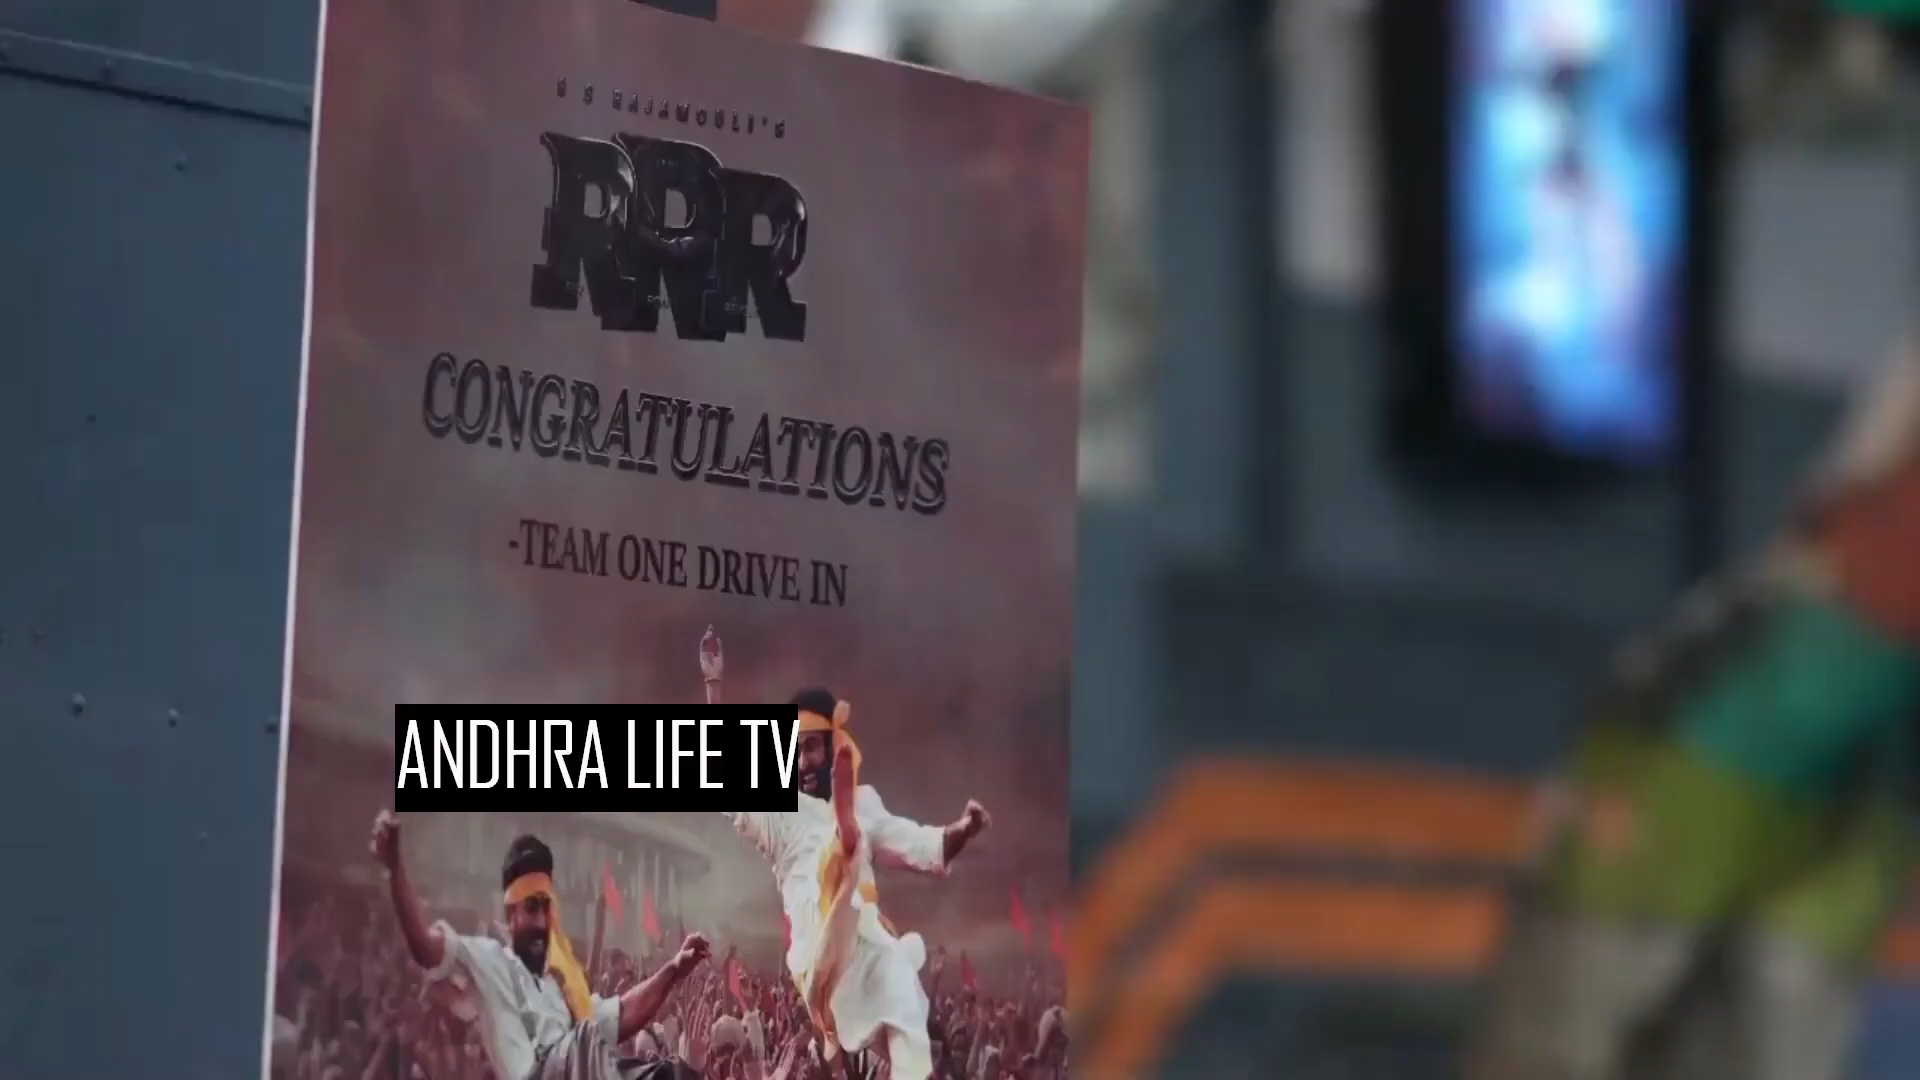 S S RAJAMOULI'S
RRR
CONGRATULATIONS
-TEAM ONE DRIVE IN
ANDHRA LIFE TV